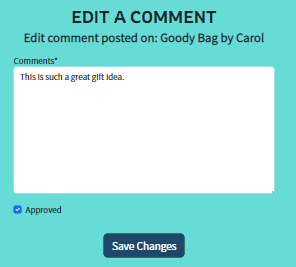 EDIT A COMMENT
Edit comment posted on: Goody Bag by Carol
Comments*
This is such a great gift idea.
Approved
Save Changes